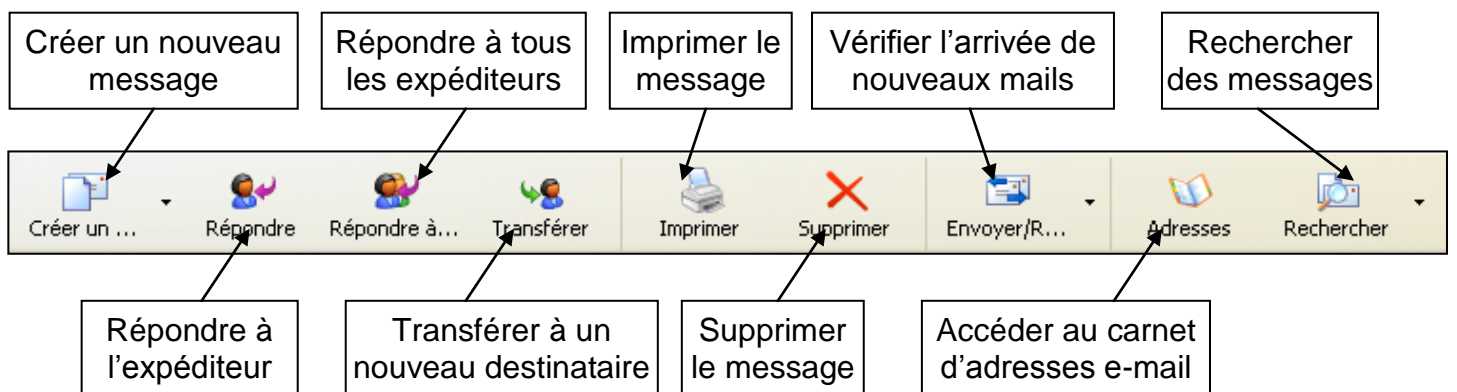 Créer un nouveau
message
Répondre à tous
les expéditeurs
Imprimer le
message
Vérifier l’arrivée de
nouveaux mails
Rechercher
des messages
Créer un ...
Répondre
Répondre à...
Transférer
Imprimer
Supprimer
Envoyer/R...
Adresses
Rechercher
Répondre à
l’expéditeur
Transférer à un
nouveau destinataire
Supprimer
le message
Accéder au carnet
d’adresses e-mail